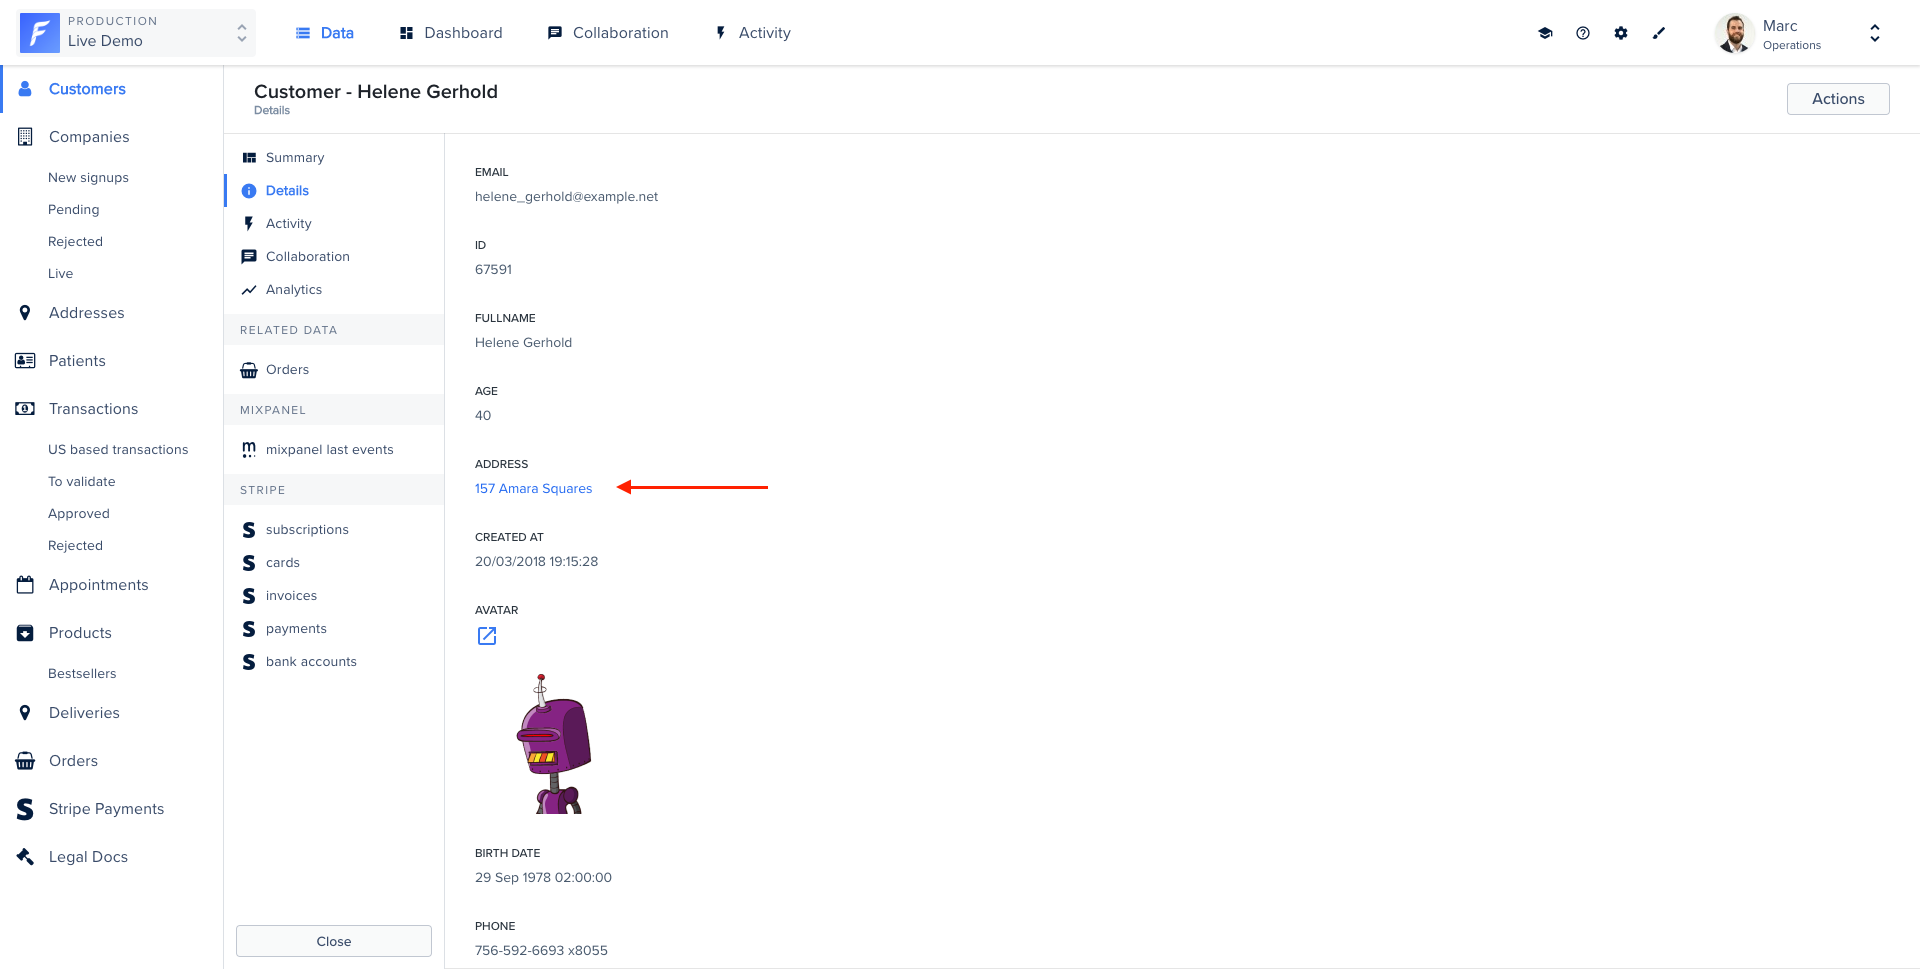 PRODUCTION
Live Demo
Data
Dashboard
Collaboration
Activity
Marc
Operations
Customers
Companies
New signups
Pending
Rejected
Live
Addresses
Patients
Transactions
US based transactions
To validate
Approved
Rejected
Appointments
Products
Bestsellers
Deliveries
Orders
Stripe Payments
Legal Docs
Customer - Helene Gerhold
Details
Actions
Summary
Details
Activity
Collaboration
Analytics
RELATED DATA
Orders
MIXPANEL
mixpanel last events
STRIPE
subscriptions
cards
invoices
payments
bank accounts
Close
EMAIL
helene_gerhold@example.net
ID
67591
FULLNAME
Helene Gerhold
AGE
40
ADDRESS
157 Amara Squares
CREATED AT
20/03/2018 19:15:28
AVATAR
BIRTH DATE
29 Sep 1978 02:00:00
PHONE
756-592-6693 x8055